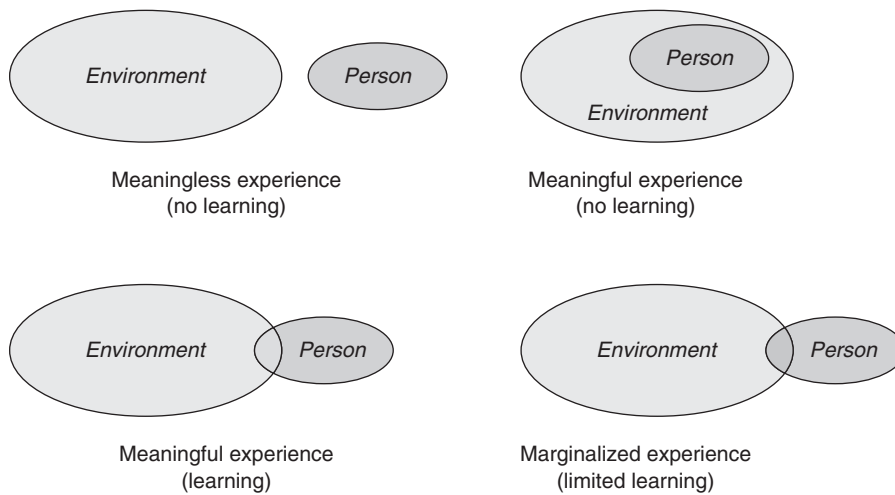 Environment
Person
Person
Environment
Meaningless experience
(no learning)
Meaningful experience
(no learning)
Environment
Person
Environment
Person
Meaningful experience
(learning)
Marginalized experience
(limited learning)